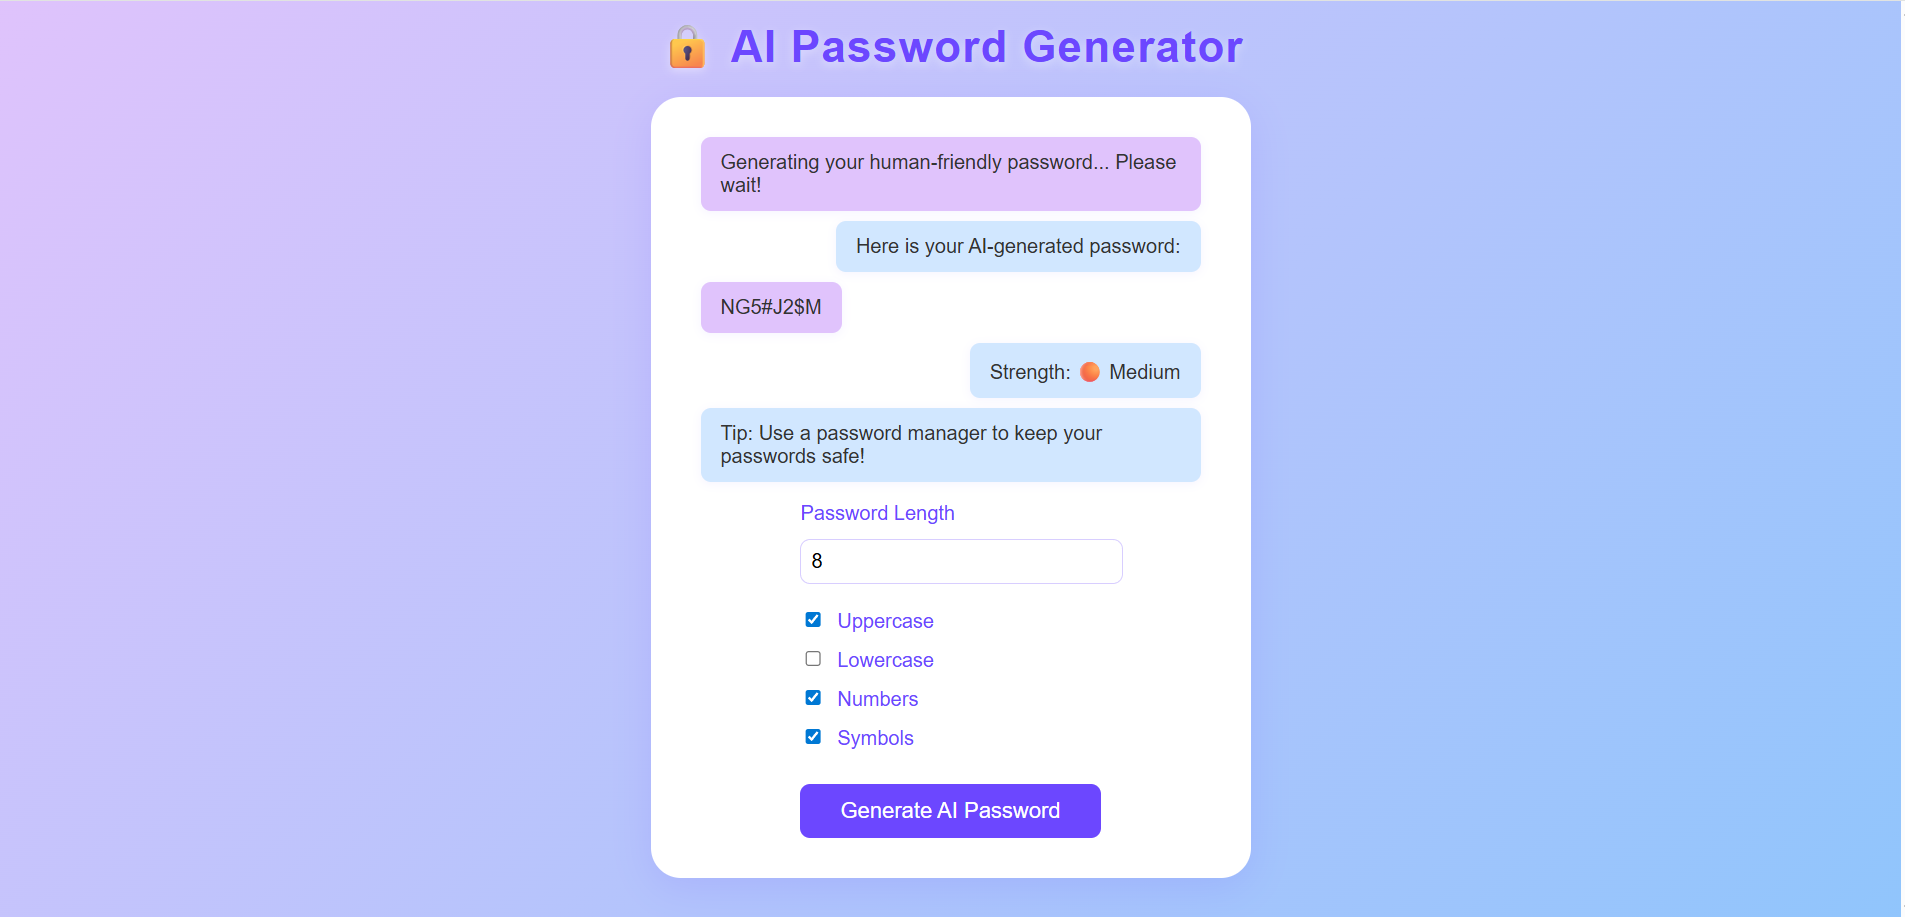 AI Password Generator
Generating your human-friendly password... Please
wait!
Here is your AI-generated password:
NG5#J2$M
Strength: Medium
Tip: Use a password manager to keep your
passwords safe!
Password Length
8
Uppercase
Lowercase
Numbers
Symbols
Generate AI Password